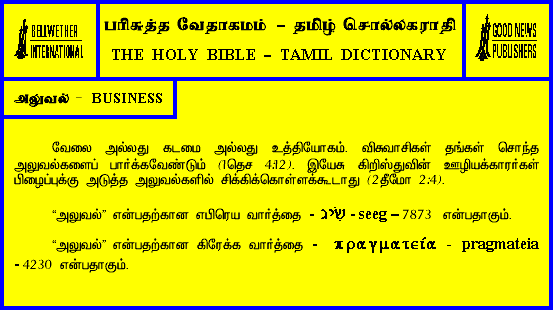 BELLWETHER
INTERNATIONAL
பரிசுத்த வேதாகமம் – தமிழ் சொல்லகராதி
THE HOLY BIBLE – TAMIL DICTIONARY
GOOD NEWS
PUBLISHERS
அலுவல் - BUSINESS
வேலை அல்லது கடமை அல்லது உத்தியோகம். விசுவாசிகள் தங்கள் சொந்த
அலுவல்களைப் பார்க்கவேண்டும் (1தெச 4:12). இயேசு கிறிஸ்துவின் ஊழியக்காரர்கள்
பிழைப்புக்கு அடுத்த அலுவல்களில் சிக்கிக்கொள்ளக்கூடாது (2தீமோ 2:4).
“அலுவல்” என்பதற்கான எபிரெய வார்த்தை - שִׂיג - seeg – 7873 என்பதாகும்.
“அலுவல்” என்பதற்கான கிரேக்க வார்த்தை - πραγματεία - pragmateia
- 4230 என்பதாகும்.